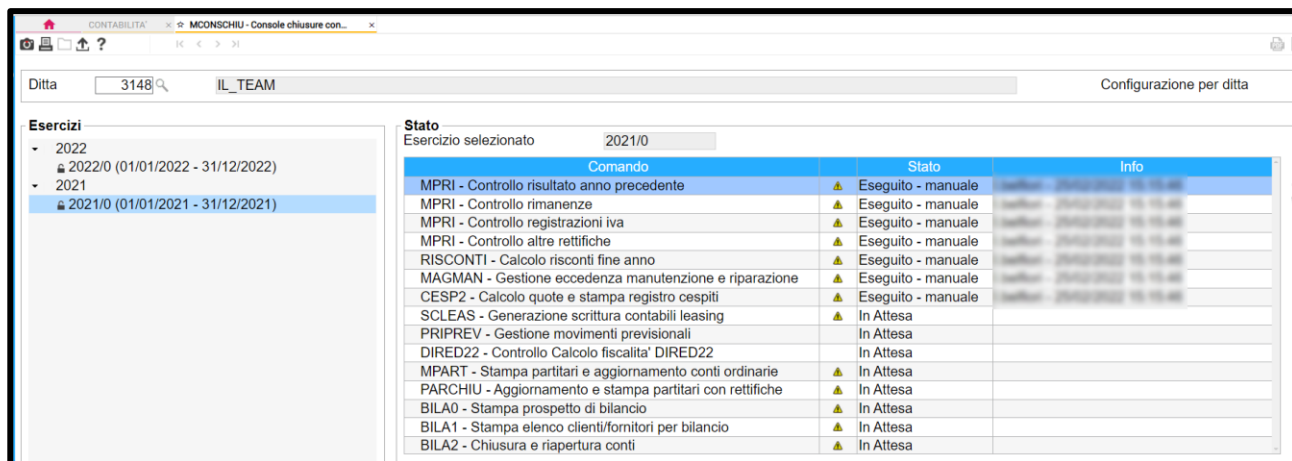 CONTABILITA' × ☆ MCONSCHIU - Console chiusure con... ×
?
Ditta 3148 IL_TEAM Configurazione per ditta
Esercizi
2022
2022/0 (01/01/2022 - 31/12/2022)
2021
2021/0 (01/01/2021 - 31/12/2021)
Stato
Esercizio selezionato 2021/0
Comando Stato Info
MPRI - Controllo risultato anno precedente Eseguito - manuale
MPRI - Controllo rimanenze Eseguito - manuale
MPRI - Controllo registrazioni iva Eseguito - manuale
MPRI - Controllo altre rettifiche Eseguito - manuale
RISCONTI - Calcolo risconti fine anno Eseguito - manuale
MAGMAN - Gestione eccedenza manutenzione e riparazione Eseguito - manuale
CESP2 - Calcolo quote e stampa registro cespiti Eseguito - manuale
SCLEAS - Generazione scrittura contabili leasing In Attesa
PRIPREV - Gestione movimenti previsionali In Attesa
DIRED22 - Controllo Calcolo fiscalita' DIRED22 In Attesa
MPART - Stampa partitari e aggiornamento conti ordinarie In Attesa
PARCHIU - Aggiornamento e stampa partitari con rettifiche In Attesa
BILA0 - Stampa prospetto di bilancio In Attesa
BILA1 - Stampa elenco clienti/fornitori per bilancio In Attesa
BILA2 - Chiusura e riapertura conti In Attesa